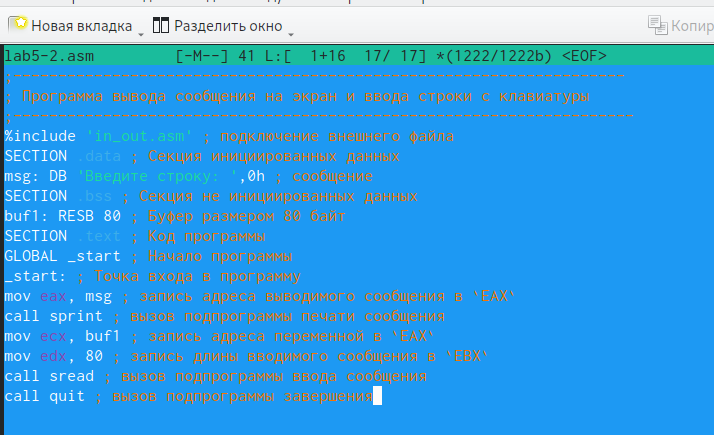 Новая вкладка Разделить окно Копир
lab5-2.asm [-M--] 41 L:[ 1+16 17/ 17] *(1222/1222b) <EOF>
;--------------------------------------------------------------------
; Программа вывода сообщения на экран и ввода строки с клавиатуры
;---------------------------------------------------------------------
%include 'in_out.asm' ; подключение внешнего файла
SECTION .data ; Секция инициированных данных
msg: DB 'Введите строку: ',0h ; сообщение
SECTION .bss ; Секция не инициированных данных
buf1: RESB 80 ; Буфер размером 80 байт
SECTION .text ; Код программы
GLOBAL _start ; Начало программы
_start: ; Точка входа в программу
mov eax, msg ; запись адреса выводимого сообщения в `EAX`
call sprint ; вызов подпрограммы печати сообщения
mov ecx, buf1 ; запись адреса переменной в `EAX`
mov edx, 80 ; запись длины вводимого сообщения в `EBX`
call sread ; вызов подпрограммы ввода сообщения
call quit ; вызов подпрограммы завершения